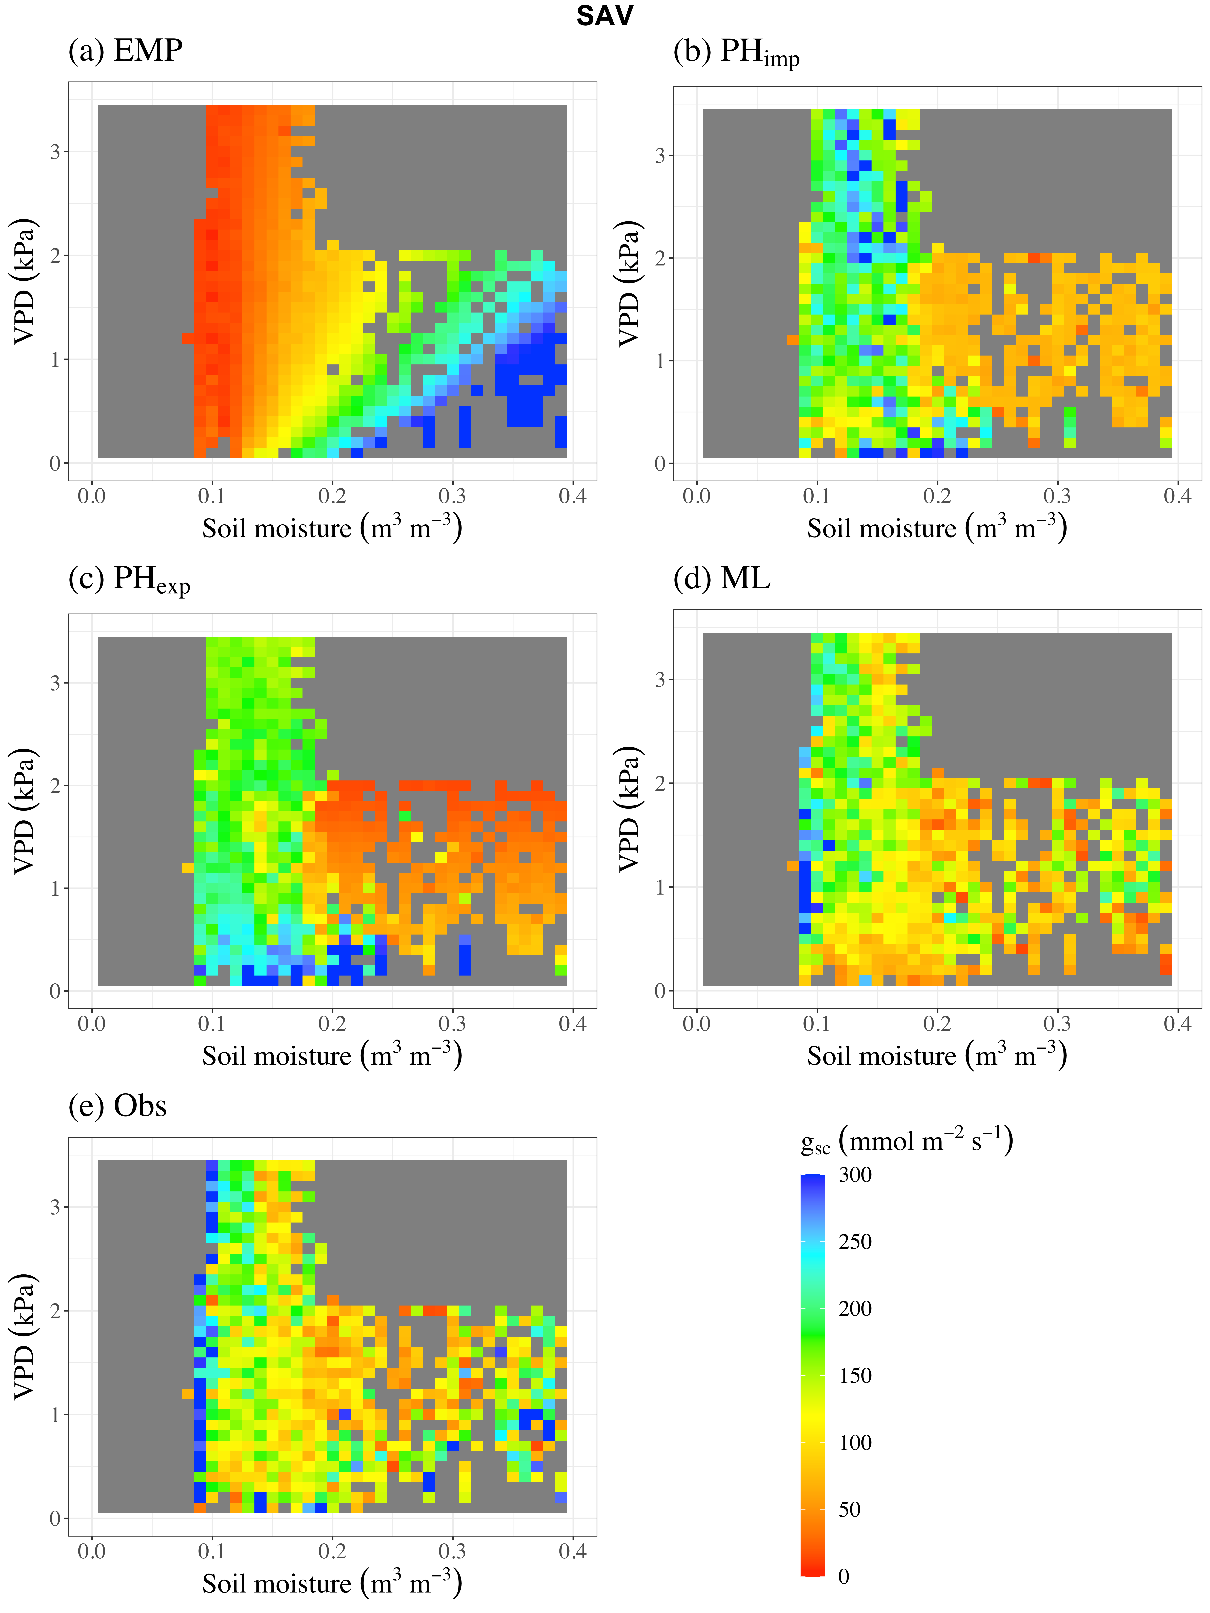 SAV
(a) EMP
(b) PHimp
VPD (kPa)
3
2
1
0
0.0 0.1 0.2 0.3 0.4
Soil moisture (m³ m⁻³)
VPD (kPa)
3
2
1
0
0.0 0.1 0.2 0.3 0.4
Soil moisture (m³ m⁻³)
(c) PHexp
(d) ML
VPD (kPa)
3
2
1
0
0.0 0.1 0.2 0.3 0.4
Soil moisture (m³ m⁻³)
VPD (kPa)
3
2
1
0
0.0 0.1 0.2 0.3 0.4
Soil moisture (m³ m⁻³)
(e) Obs
VPD (kPa)
3
2
1
0
0.0 0.1 0.2 0.3 0.4
Soil moisture (m³ m⁻³)
gsc (mmol m⁻² s⁻¹)
300
250
200
150
100
50
0